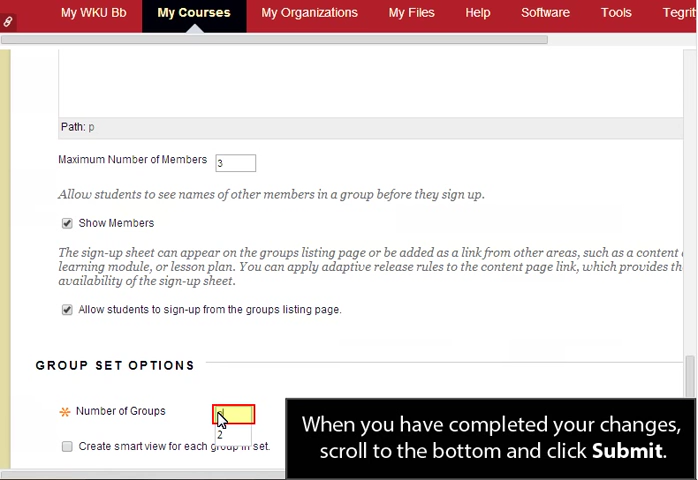 My WKU Bb My Courses My Organizations My Files Help Software Tools Tegrit
Path: p
Maximum Number of Members 3
Allow students to see names of other members in a group before they sign up.
Show Members
The sign-up sheet can appear on the groups listing page or be added as a link from other areas, such as a content
learning module, or lesson plan. You can apply adaptive release rules to the content page link, which provides th
availability of the sign-up sheet.
Allow students to sign-up from the groups listing page.
GROUP SET OPTIONS
Number of Groups
2
Create smart view for each group in set.
When you have completed your changes,
scroll to the bottom and click Submit.